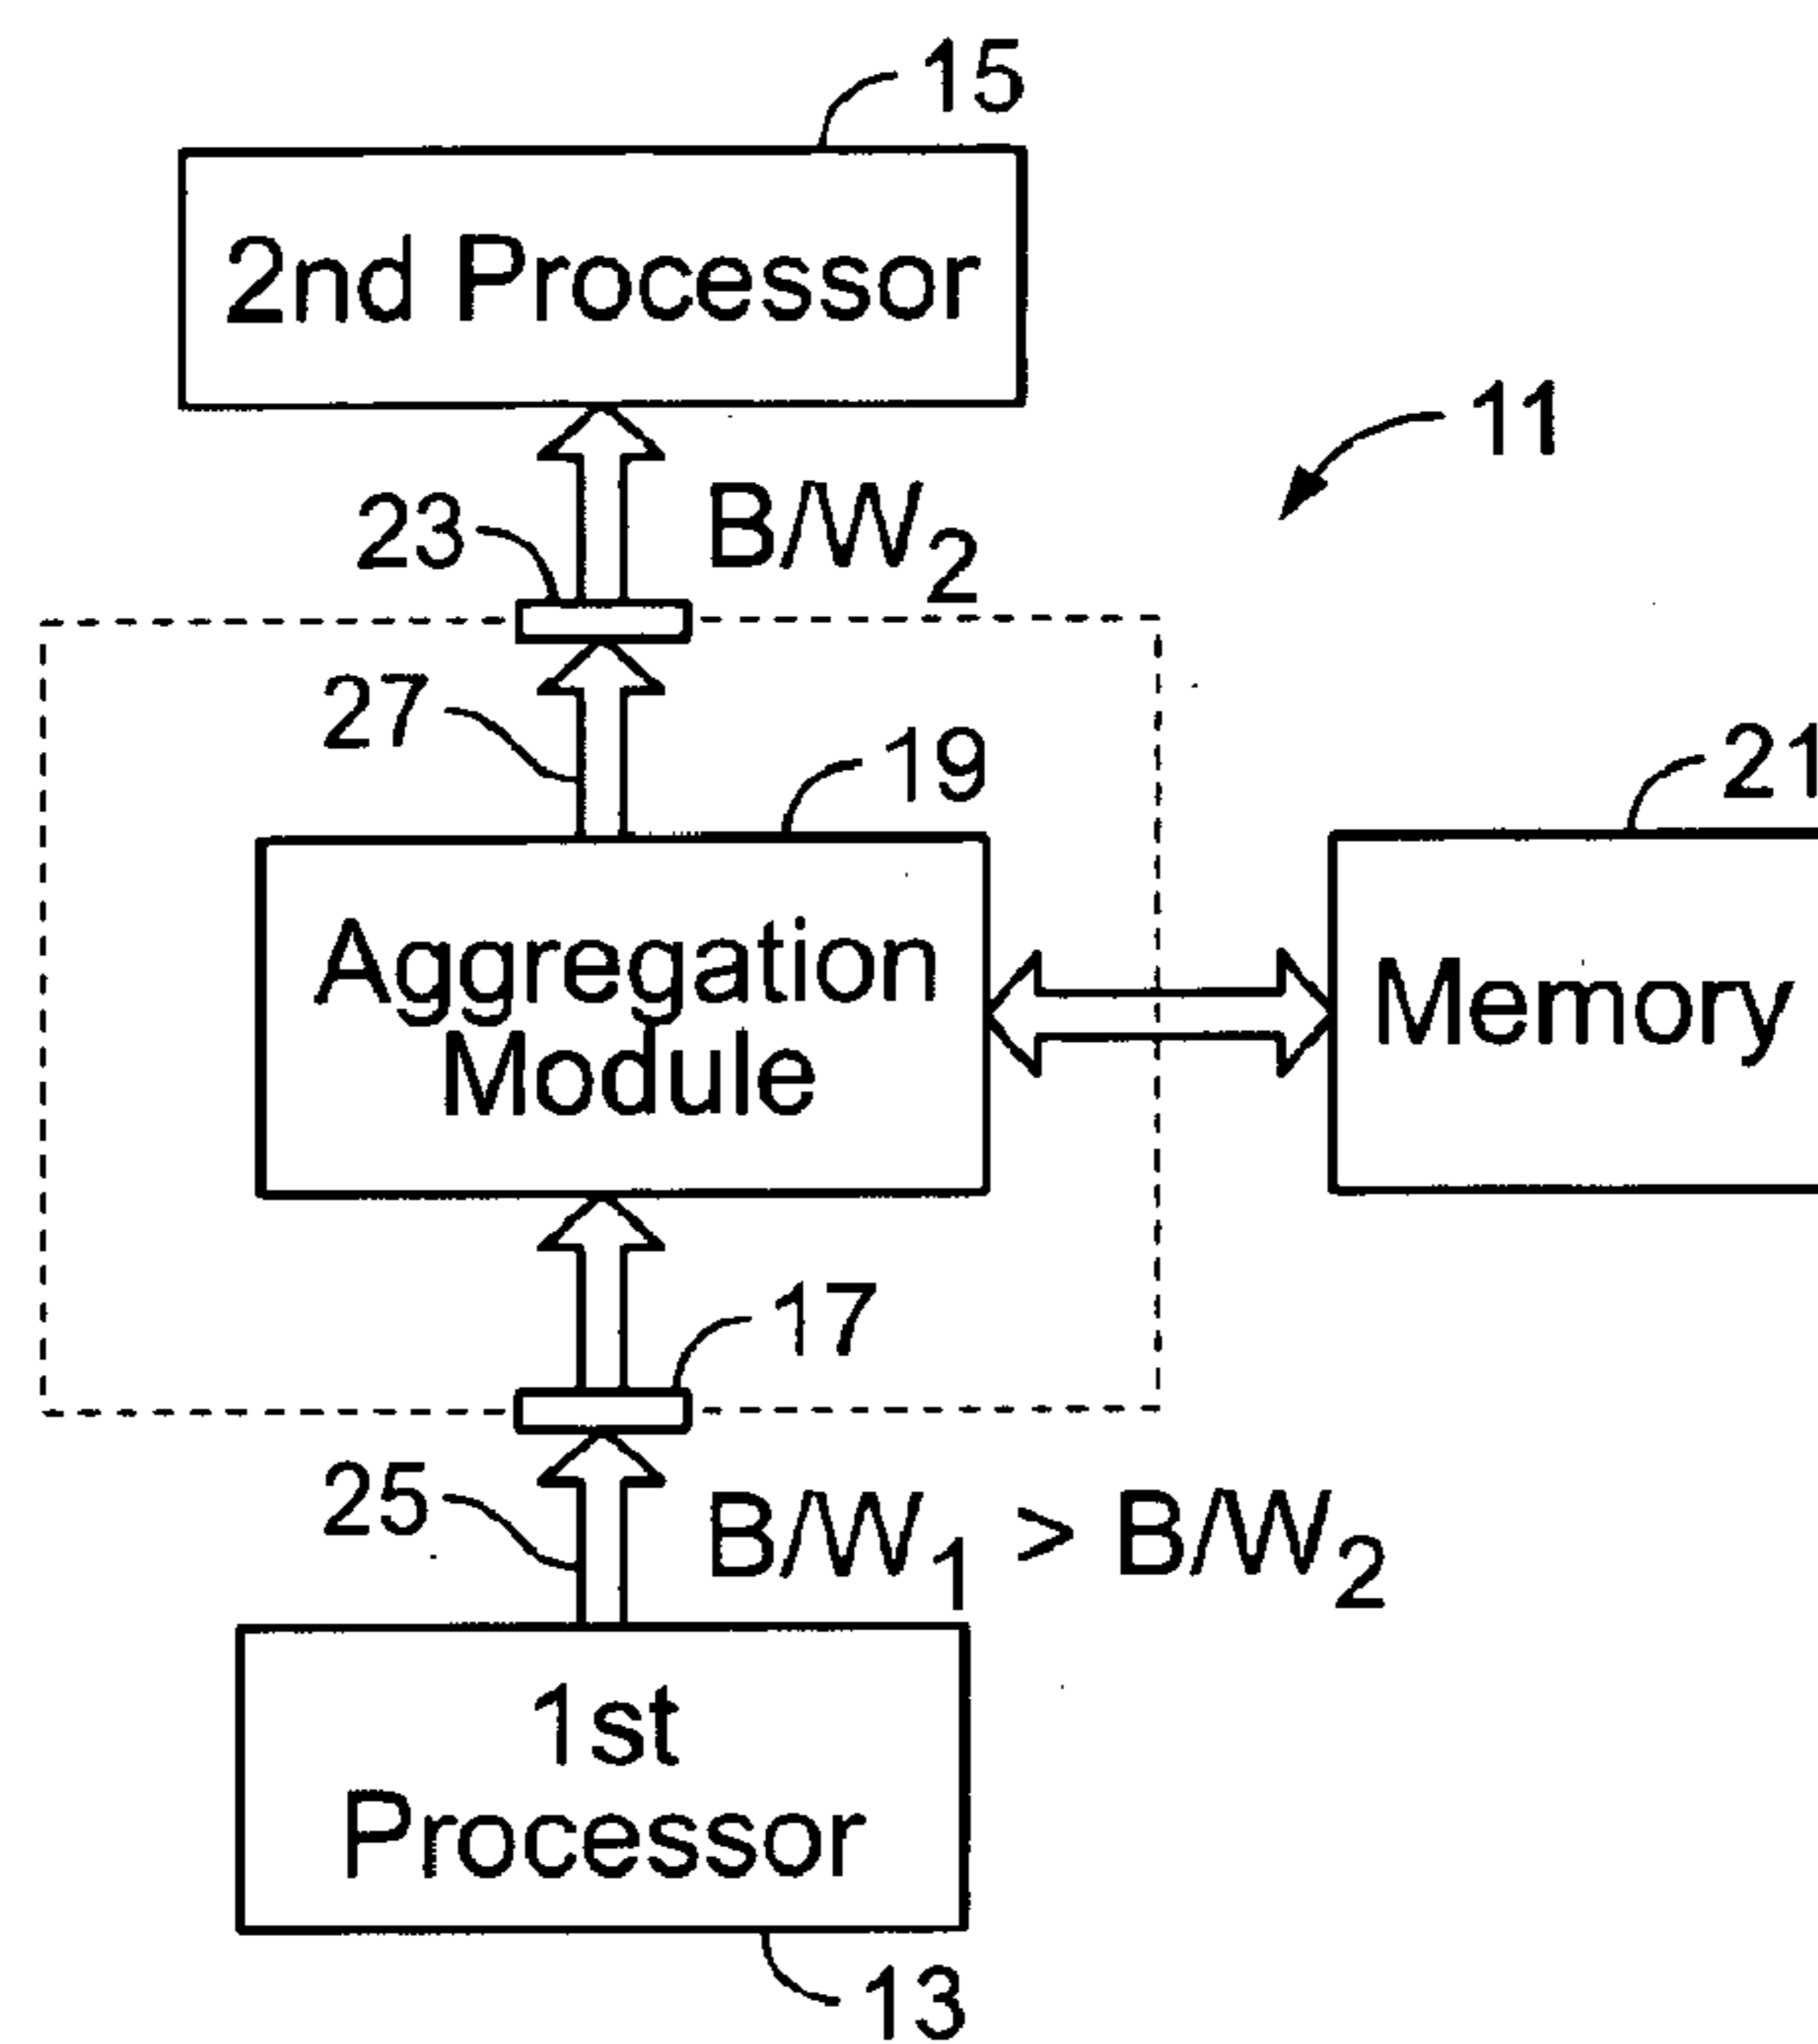 15
2nd Processor
11
23
B/W2
27
19
21
Aggregation
Module
Memory
17
25
B/W1 > B/W2
1st
Processor
13